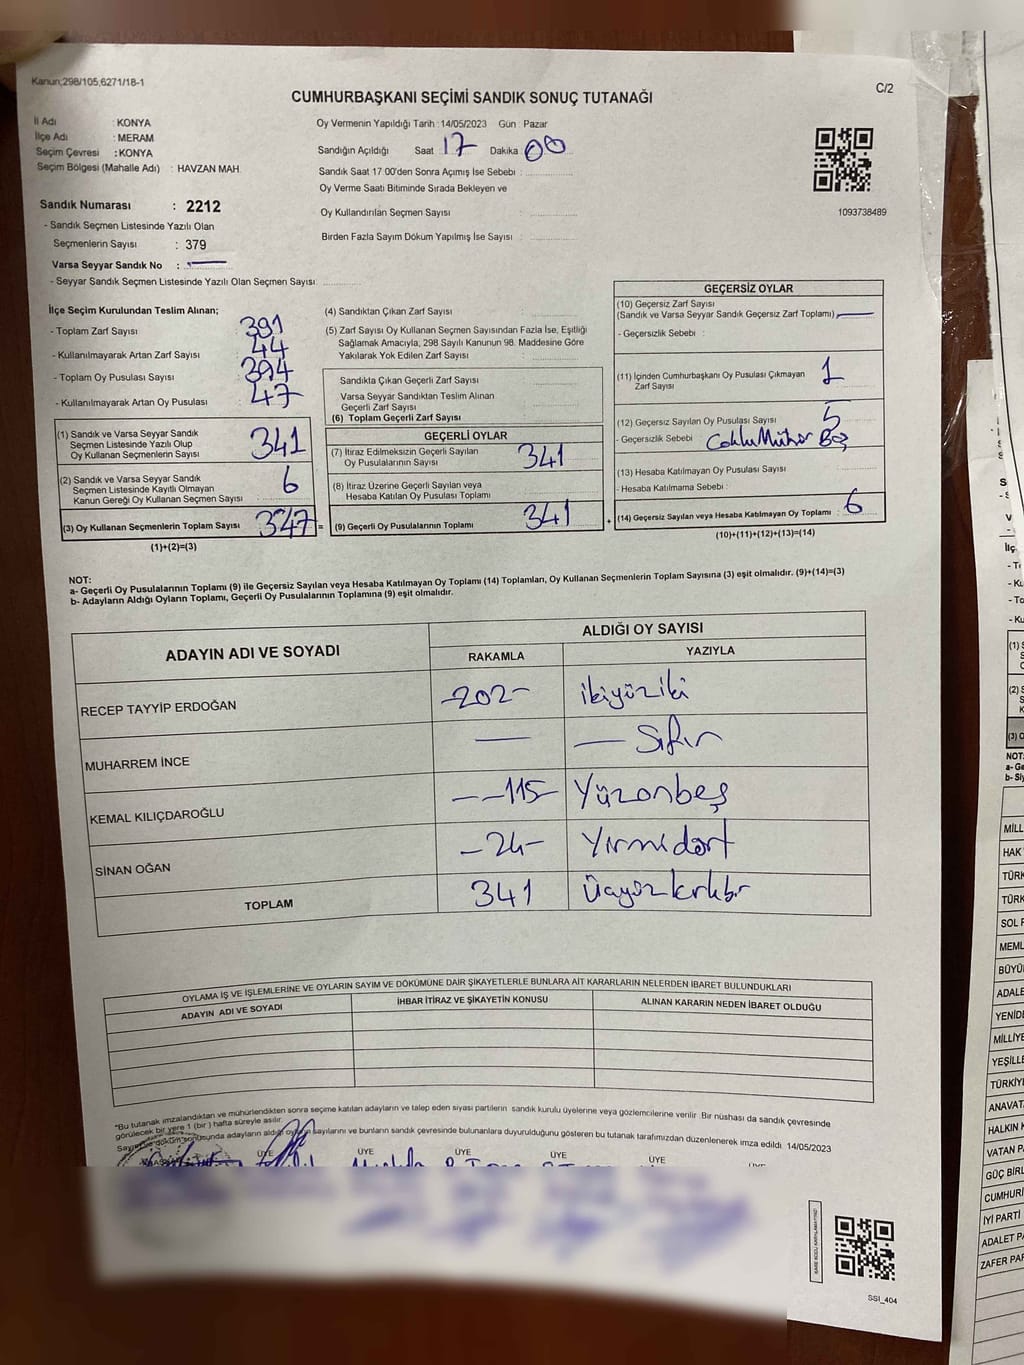 Kanun;298/105,6271/18-1
C/2
CUMHURBAŞKANI SEÇİMİ SANDIK SONUÇ TUTANAĞI
İl Adı : KONYA
İlçe Adı : MERAM
Seçim Çevresi : KONYA
Seçim Bölgesi (Mahalle Adı) : HAVZAN MAH.
Sandık Numarası : 2212
- Sandık Seçmen Listesinde Yazılı Olan
Seçmenlerin Sayısı : 379
Varsa Seyyar Sandık No :
- Seyyar Sandık Seçmen Listesinde Yazılı Olan Seçmen Sayısı:
Oy Vermenin Yapıldığı Tarih :14/05/2023 Gün : Pazar
Sandığın Açıldığı Saat 17 Dakika 00
Sandık Saat 17 00'den Sonra Açımış İse Sebebi :
Oy Verme Saati Bitiminde Sırada Bekleyen ve
Oy Kullandırılan Seçmen Sayısı :
Birden Fazla Sayım Döküm Yapılmış İse Sayısı :
1093738489
İlçe Seçim Kurulundan Teslim Alınan;
- Toplam Zarf Sayısı : 391
- Kullanılmayarak Artan Zarf Sayısı : 44
- Toplam Oy Pusulası Sayısı : 394
- Kullanılmayarak Artan Oy Pusulası : 47
(1) Sandık ve Varsa Seyyar Sandık
Seçmen Listesinde Yazılı Olup
Oy Kullanan Seçmenlerin Sayısı : 341
(2) Sandık ve Varsa Seyyar Sandık
Seçmen Listesinde Kayıtlı Olmayan
Kanun Gereği Oy Kullanan Seçmen Sayısı : 6
(3) Oy Kullanan Seçmenlerin Toplam Sayısı : 347 =
(1)+(2)=(3)
(4) Sandıktan Çıkan Zarf Sayısı :
(5) Zarf Sayısı Oy Kullanan Seçmen Sayısından Fazla İse, Eşitliği
Sağlamak Amacıyla, 298 Sayılı Kanunun 98. Maddesine Göre
Yakılarak Yok Edilen Zarf Sayısı :
Sandıkta Çıkan Geçerli Zarf Sayısı :
Varsa Seyyar Sandıktan Teslim Alınan
Geçerli Zarf Sayısı :
(6) Toplam Geçerli Zarf Sayısı :
GEÇERLİ OYLAR
(7) İtiraz Edilmeksizin Geçerli Sayılan
Oy Pusulalarının Sayısı : 341
(8) İtiraz Üzerine Geçerli Sayılan veya
Hesaba Katılan Oy Pusulası Toplamı :
(9) Geçerli Oy Pusulalarının Toplamı : 341 +
GEÇERSİZ OYLAR
(10) Geçersiz Zarf Sayısı
(Sandık ve Varsa Seyyar Sandık Geçersiz Zarf Toplamı)
- Geçersizlik Sebebi :
(11) İçinden Cumhurbaşkanı Oy Pusulası Çıkmayan
Zarf Sayısı : 1
(12) Geçersiz Sayılan Oy Pusulası Sayısı : 5
- Geçersizlik Sebebi
(13) Hesaba Katılmayan Oy Pusulası Sayısı :
- Hesaba Katılmama Sebebi :
(14) Geçersiz Sayılan veya Hesaba Katılmayan Oy Toplamı : 6
(10)+(11)+(12)+(13)=(14)
NOT:
a- Geçerli Oy Pusulalarının Toplamı (9) ile Geçersiz Sayılan veya Hesaba Katılmayan Oy Toplamı (14) Toplamları, Oy Kullanan Seçmenlerin Toplam Sayısına (3) eşit olmalıdır. (9)+(14)=(3)
b- Adayların Aldığı Oyların Toplamı, Geçerli Oy Pusulalarının Toplamına (9) eşit olmalıdır.
ADAYIN ADI VE SOYADI ALDIĞI OY SAYISI
RAKAMLA YAZIYLA
RECEP TAYYİP ERDOĞAN -202- ikiyüziki
MUHARREM İNCE — — Sıfır
KEMAL KILIÇDAROĞLU --115- Yüzonbeş
SİNAN OĞAN -24- Yirmidört
TOPLAM 341 Üçyüzkırkbir
OYLAMA İŞ VE İŞLEMLERİNE VE OYLARIN SAYIM VE DÖKÜMÜNE DAİR ŞİKAYETLERLE BUNLARA AİT KARARLARIN NELERDEN İBARET BULUNDUKLARI
ADAYIN ADI VE SOYADI İHBAR İTİRAZ VE ŞİKAYETİN KONUSU ALINAN KARARIN NEDEN İBARET OLDUĞU
*Bu tutanak imzalandıktan ve mühürlendikten sonra seçime katılan adayların ve talep eden siyasi partilerin sandık kurulu üyelerine veya gözlemcilerine verilir. Bir nüshası da sandık çevresinde
görülecek bir yere 1 (bir ) hafta süreyle asılır.
Sayım ve döküm sonusunda adayların aldığı oyların sayılarını ve bunların sandık çevresinde bulunanlara duyurulduğunu gösteren bu tutanak tarafımızdan düzenlenerek imza edildi. 14/05/2023
ÜYE ÜYE ÜYE ÜYE ÜYE
SSİ_404
NOT:
MİLL
HAK
TÜRK
TÜRK
SOL P
MEML
BÜYÜ
ADALE
YENİDE
MİLLİYE
YEŞİLLE
TÜRKİY
ANAVAT
HALKIN K
VATAN P
GÜÇ BİRL
CUMHURİ
İYİ PARTİ
ADALET PA
ZAFER PAR